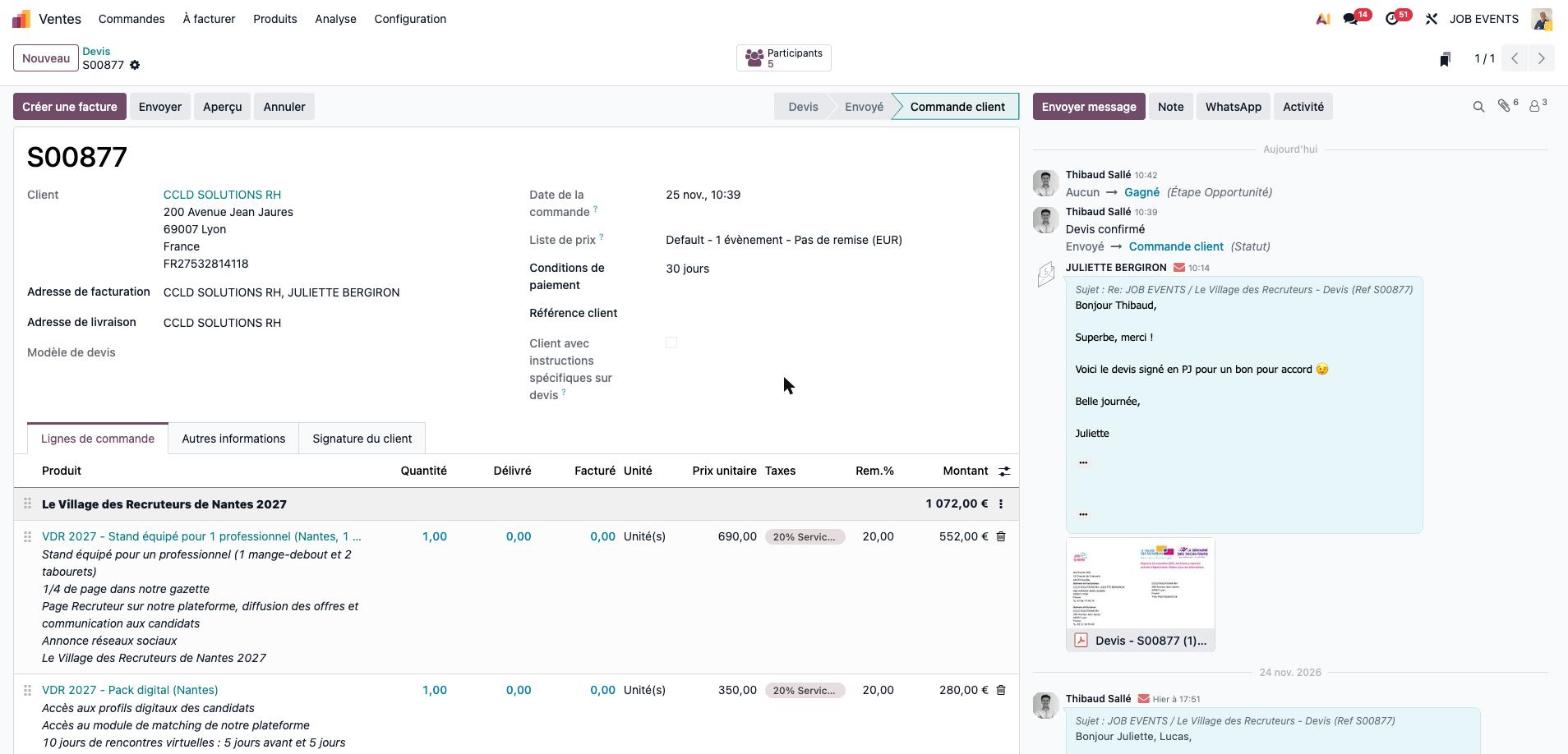 Ventes Commandes À facturer Produits Analyse Configuration 14 51 JOB EVENTS
Nouveau
Devis
S00877
Participants
5
1 / 1
Créer une facture Envoyer Aperçu Annuler
Devis Envoyé Commande client
Envoyer message Note WhatsApp Activité 6 3
S00877
Client CCLD SOLUTIONS RH
200 Avenue Jean Jaures
69007 Lyon
France
FR27532814118
Adresse de facturation CCLD SOLUTIONS RH, JULIETTE BERGIRON
Adresse de livraison CCLD SOLUTIONS RH
Modèle de devis
Date de la
commande ? 25 nov., 10:39
Liste de prix ? Default - 1 évènement - Pas de remise (EUR)
Conditions de
paiement 30 jours
Référence client
Client avec
instructions
spécifiques sur
devis ?
Lignes de commande Autres informations Signature du client
Produit Quantité Délivré Facturé Unité Prix unitaire Taxes Rem.% Montant
Le Village des Recruteurs de Nantes 2027 1 072,00 €
VDR 2027 - Stand équipé pour 1 professionnel (Nantes, 1 ... 1,00 0,00 0,00 Unité(s) 690,00 20% Servic... 20,00 552,00 €
Stand équipé pour un professionnel (1 mange-debout et 2
tabourets)
1/4 de page dans notre gazette
Page Recruteur sur notre plateforme, diffusion des offres et
communication aux candidats
Annonce réseaux sociaux
Le Village des Recruteurs de Nantes 2027
VDR 2027 - Pack digital (Nantes) 1,00 0,00 0,00 Unité(s) 350,00 20% Servic... 20,00 280,00 €
Accès aux profils digitaux des candidats
Accès au module de matching de notre plateforme
10 jours de rencontres virtuelles : 5 jours avant et 5 jours
Aujourd'hui
Thibaud Sallé 10:42
Aucun → Gagné (Étape Opportunité)
Thibaud Sallé 10:39
Devis confirmé
Envoyé → Commande client (Statut)
JULIETTE BERGIRON 10:14
Sujet : Re: JOB EVENTS / Le Village des Recruteurs - Devis (Ref S00877)
Bonjour Thibaud,
Superbe, merci !
Voici le devis signé en PJ pour un bon pour accord 😉
Belle journée,
Juliette
...
...
Devis - S00877 (1)...
24 nov. 2026
Thibaud Sallé Hier à 17:51
Sujet : JOB EVENTS / Le Village des Recruteurs - Devis (Ref S00877)
Bonjour Juliette, Lucas,